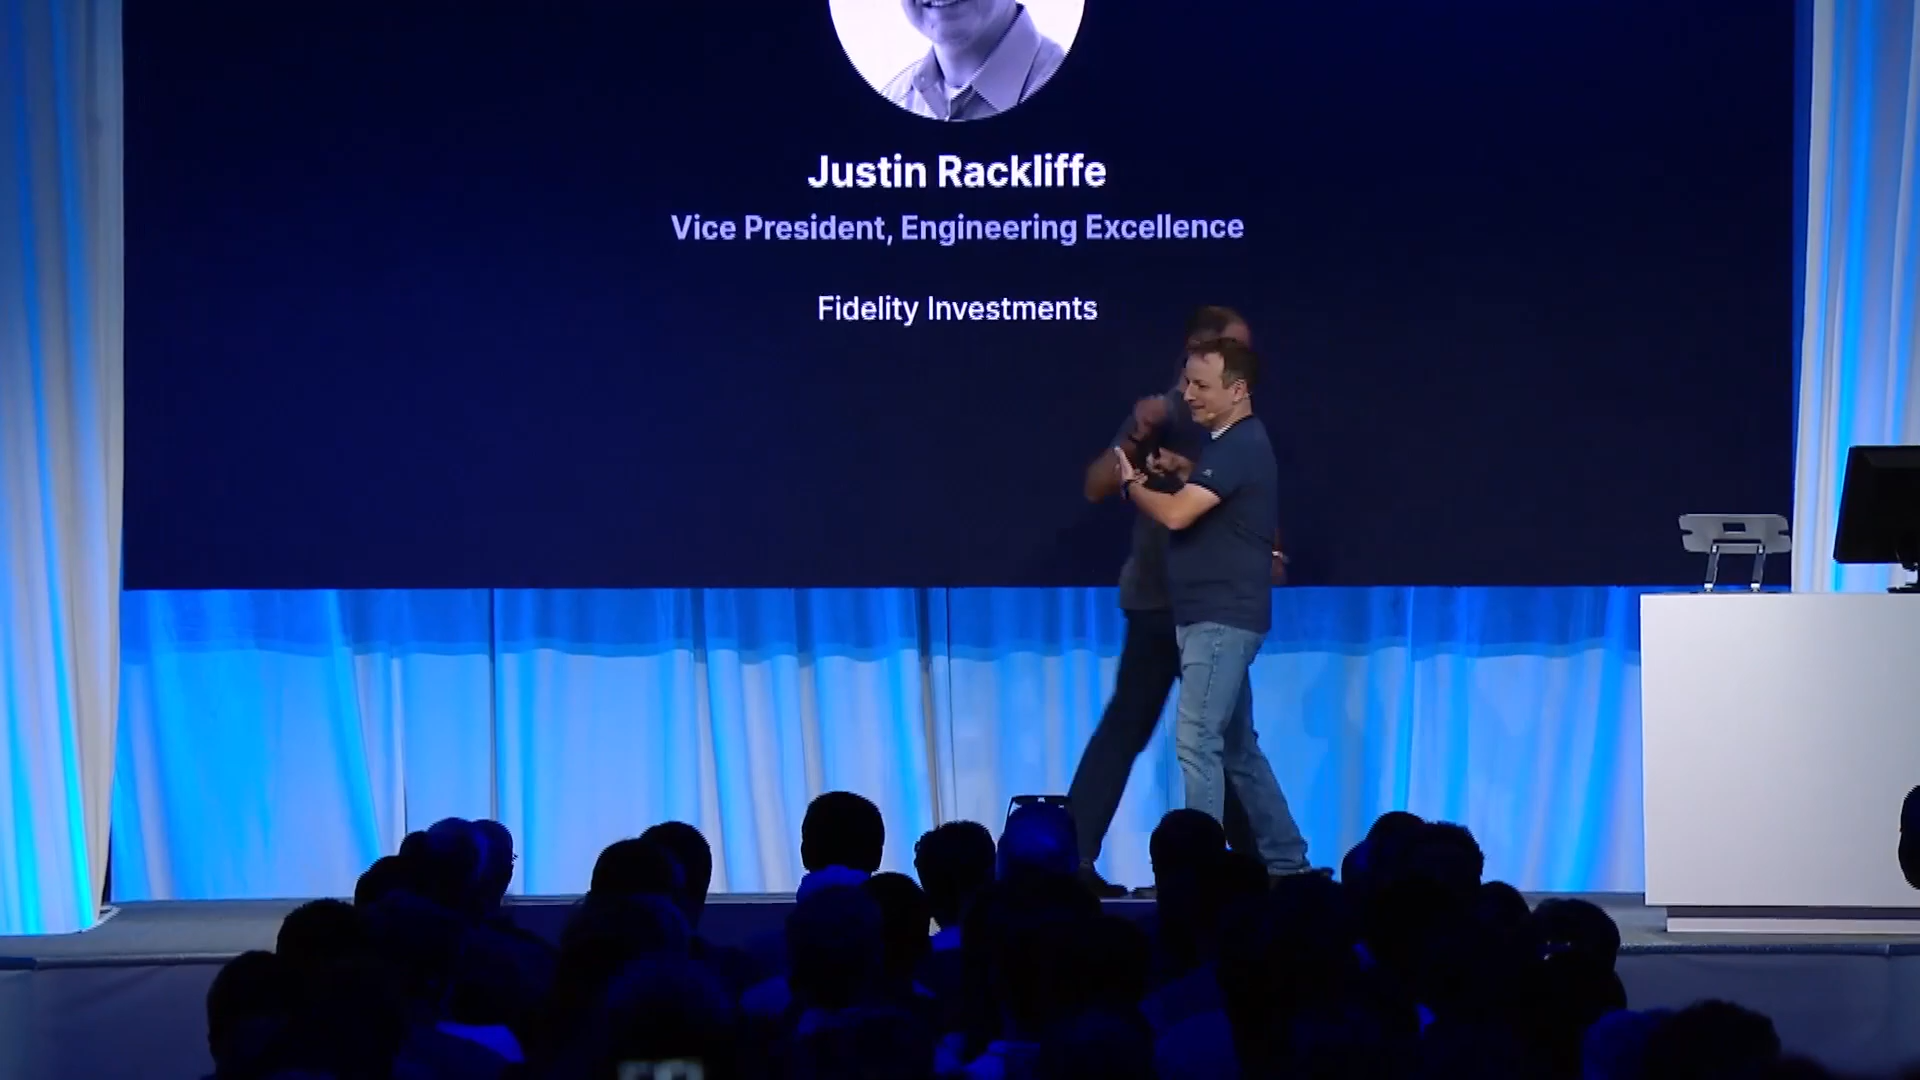 Justin Rackliffe
Vice President, Engineering Excellence
Fidelity Investments